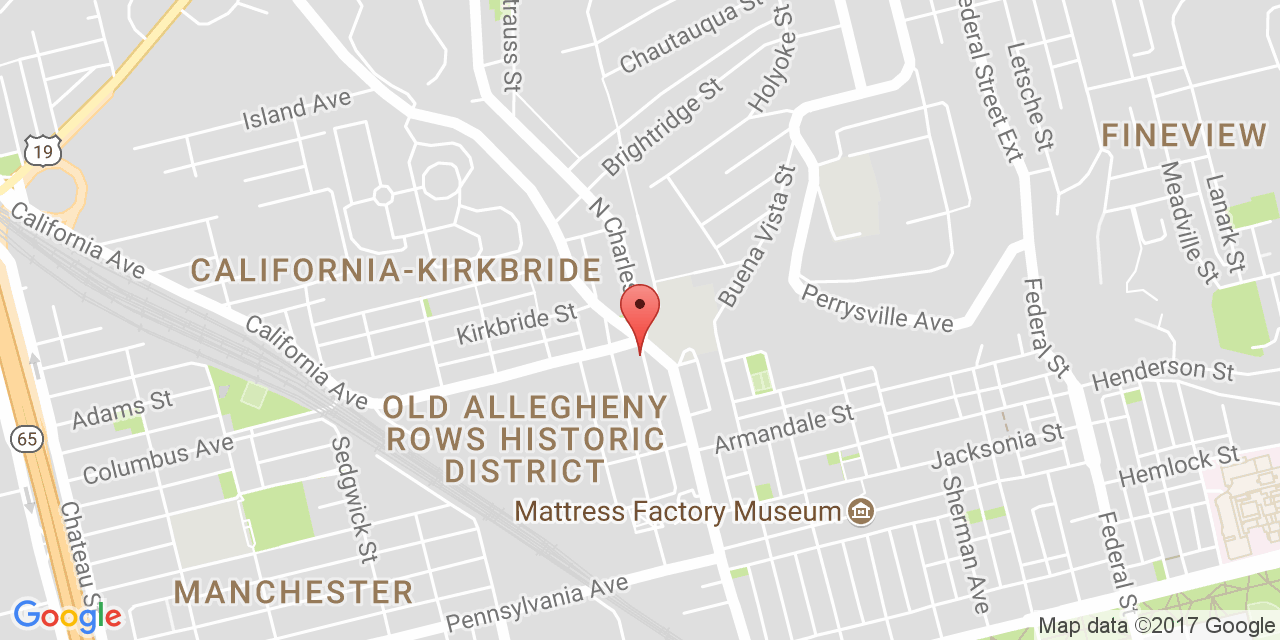 Strauss St
Chautauqua St
Holyoke St
Federal Street Ext
Letsche St
Island Ave
Brightridge St
FINEVIEW
19
Meadville St
Lanark St
California Ave
N Charles
Buena Vista St
CALIFORNIA-KIRKBRIDE
Perrysville Ave
Federal St
Kirkbride St
California Ave
Henderson St
Adams St
OLD ALLEGHENY
ROWS HISTORIC
DISTRICT
Armandale St
65
Columbus Ave
Jacksonia St
Hemlock St
Sedgwick St
Mattress Factory Museum
Sherman Ave
Federal St
Chateau S
MANCHESTER
Pennsylvania Ave
Google
Map data ©2017 Google